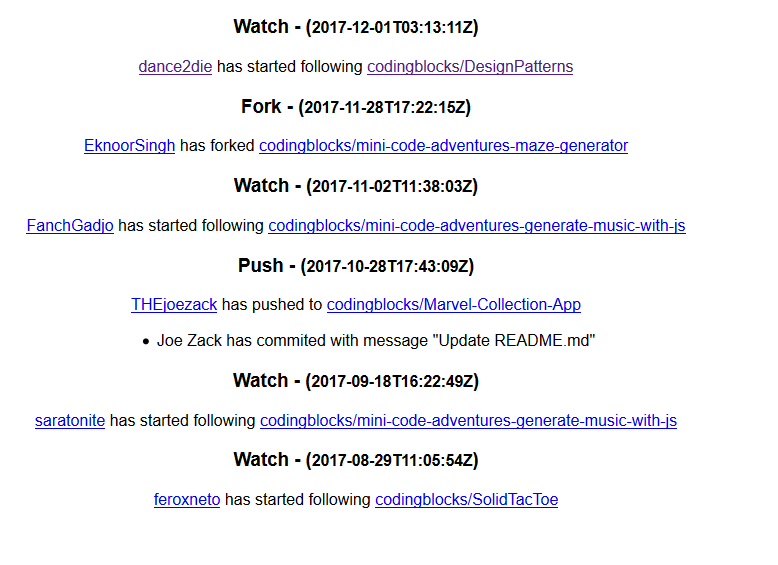 Watch - (2017-12-01T03:13:11Z)
dance2die has started following codingblocks/DesignPatterns
Fork - (2017-11-28T17:22:15Z)
EknoorSingh has forked codingblocks/mini-code-adventures-maze-generator
Watch - (2017-11-02T11:38:03Z)
FanchGadjo has started following codingblocks/mini-code-adventures-generate-music-with-js
Push - (2017-10-28T17:43:09Z)
THEjoezack has pushed to codingblocks/Marvel-Collection-App
• Joe Zack has commited with message "Update README.md"
Watch - (2017-09-18T16:22:49Z)
saratonite has started following codingblocks/mini-code-adventures-generate-music-with-js
Watch - (2017-08-29T11:05:54Z)
feroxneto has started following codingblocks/SolidTacToe